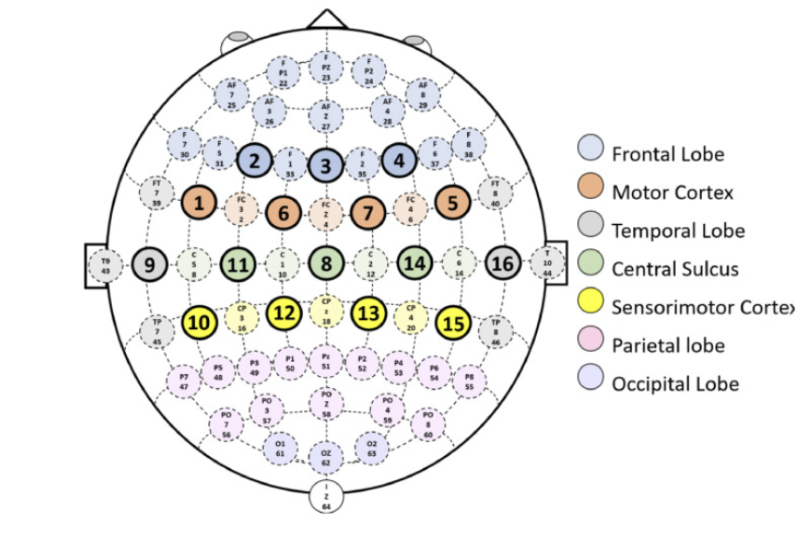 F P1 22
F PZ 23
F P2 24
AF 7 25
AF 3 26
AF Z 27
AF 4 28
AF 8 29
F 7 30
F 5 31
2
F 1 33
3
F 2 35
4
F 6 37
F 8 38
FT 7 39
1
FC 3 2
6
FC Z 4
7
FC 4 6
5
FT 8 40
T9 43
9
C 5 8
11
C 1 10
8
C 2 12
14
C 6 14
16
T 10 44
TP 7 45
10
CP 3 16
12
CP z 18
13
CP 4 20
15
TP 8 46
P7 47
P5 48
P3 49
P1 50
Pz 51
P2 52
P4 53
P6 54
P8 55
PO 7 56
PO 3 57
PO Z 58
PO 4 59
PO 8 60
O1 61
OZ 62
O2 63
I Z 64
Frontal Lobe
Motor Cortex
Temporal Lobe
Central Sulcus
Sensorimotor Cortex
Parietal lobe
Occipital Lobe